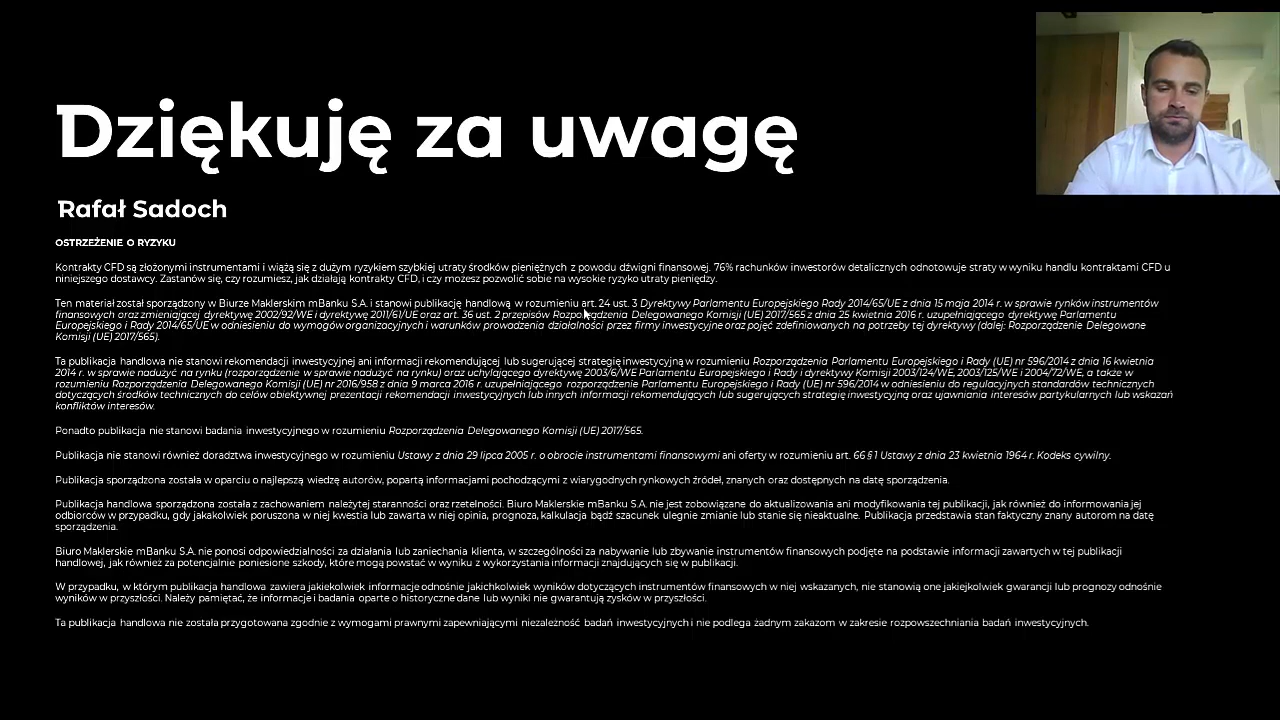 Dziękuję za uwagę
Rafał Sadoch
OSTRZEŻENIE O RYZYKU
Kontrakty CFD są złożonymi instrumentami i wiążą się z dużym ryzykiem szybkiej utraty środków pieniężnych z powodu dźwigni finansowej. 76% rachunków inwestorów detalicznych odnotowuje straty w wyniku handlu kontraktami CFD u
niniejszego dostawcy. Zastanów się, czy rozumiesz, jak działają kontrakty CFD, i czy możesz pozwolić sobie na wysokie ryzyko utraty pieniędzy.
Ten materiał został sporządzony w Biurze Maklerskim mBanku S.A. i stanowi publikację handlową w rozumieniu art. 24 ust. 3 Dyrektywy Parlamentu Europejskiego Rady 2014/65/UE z dnia 15 maja 2014 r. w sprawie rynków instrumentów
finansowych oraz zmieniającej dyrektywę 2002/92/WE i dyrektywę 2011/61/UE oraz art. 36 ust. 2 przepisów Rozporządzenia Delegowanego Komisji (UE) 2017/565 z dnia 25 kwietnia 2016 r. uzupełniającego dyrektywę Parlamentu
Europejskiego i Rady 2014/65/UE w odniesieniu do wymogów organizacyjnych i warunków prowadzenia działalności przez firmy inwestycyjne oraz pojęć zdefiniowanych na potrzeby tej dyrektywy (dalej: Rozporządzenie Delegowane
Komisji (UE) 2017/565).
Ta publikacja handlowa nie stanowi rekomendacji inwestycyjnej ani informacji rekomendującej lub sugerującej strategię inwestycyjną w rozumieniu Rozporządzenia Parlamentu Europejskiego i Rady (UE) nr 596/2014 z dnia 16 kwietnia
2014 r. w sprawie nadużyć na rynku (rozporządzenie w sprawie nadużyć na rynku) oraz uchylającego dyrektywę 2003/6/WE Parlamentu Europejskiego i Rady i dyrektywy Komisji 2003/124/WE, 2003/125/WE i 2004/72/WE, a także w
rozumieniu Rozporządzenia Delegowanego Komisji (UE) nr 2016/958 z dnia 9 marca 2016 r. uzupełniającego rozporządzenie Parlamentu Europejskiego i Rady (UE) nr 596/2014 w odniesieniu do regulacyjnych standardów technicznych
dotyczących środków technicznych do celów obiektywnej prezentacji rekomendacji inwestycyjnych lub innych informacji rekomendujących lub sugerujących strategię inwestycyjną oraz ujawniania interesów partykularnych lub wskazań
konfliktów interesów.
Ponadto publikacja nie stanowi badania inwestycyjnego w rozumieniu Rozporządzenia Delegowanego Komisji (UE) 2017/565.
Publikacja nie stanowi również doradztwa inwestycyjnego w rozumieniu Ustawy z dnia 29 lipca 2005 r. o obrocie instrumentami finansowymi ani oferty w rozumieniu art. 66 § 1 Ustawy z dnia 23 kwietnia 1964 r. Kodeks cywilny.
Publikacja sporządzona została w oparciu o najlepszą wiedzę autorów, popartą informacjami pochodzącymi z wiarygodnych rynkowych źródeł, znanych oraz dostępnych na datę sporządzenia.
Publikacja handlowa sporządzona została z zachowaniem należytej staranności oraz rzetelności. Biuro Maklerskie mBanku S.A. nie jest zobowiązane do aktualizowania ani modyfikowania tej publikacji, jak również do informowania jej
odbiorców w przypadku, gdy jakakolwiek poruszona w niej kwestia lub zawarta w niej opinia, prognoza, kalkulacja bądź szacunek ulegnie zmianie lub stanie się nieaktualne. Publikacja przedstawia stan faktyczny znany autorom na datę
sporządzenia.
Biuro Maklerskie mBanku S.A. nie ponosi odpowiedzialności za działania lub zaniechania klienta, w szczególności za nabywanie lub zbywanie instrumentów finansowych podjęte na podstawie informacji zawartych w tej publikacji
handlowej, jak również za potencjalnie poniesione szkody, które mogą powstać w wyniku z wykorzystania informacji znajdujących się w publikacji.
W przypadku, w którym publikacja handlowa zawiera jakiekolwiek informacje odnośnie jakichkolwiek wyników dotyczących instrumentów finansowych w niej wskazanych, nie stanowią one jakiejkolwiek gwarancji lub prognozy odnośnie
wyników w przyszłości. Należy pamiętać, że informacje i badania oparte o historyczne dane lub wyniki nie gwarantują zysków w przyszłości.
Ta publikacja handlowa nie została przygotowana zgodnie z wymogami prawnymi zapewniającymi niezależność badań inwestycyjnych i nie podlega żadnym zakazom w zakresie rozpowszechniania badań inwestycyjnych.